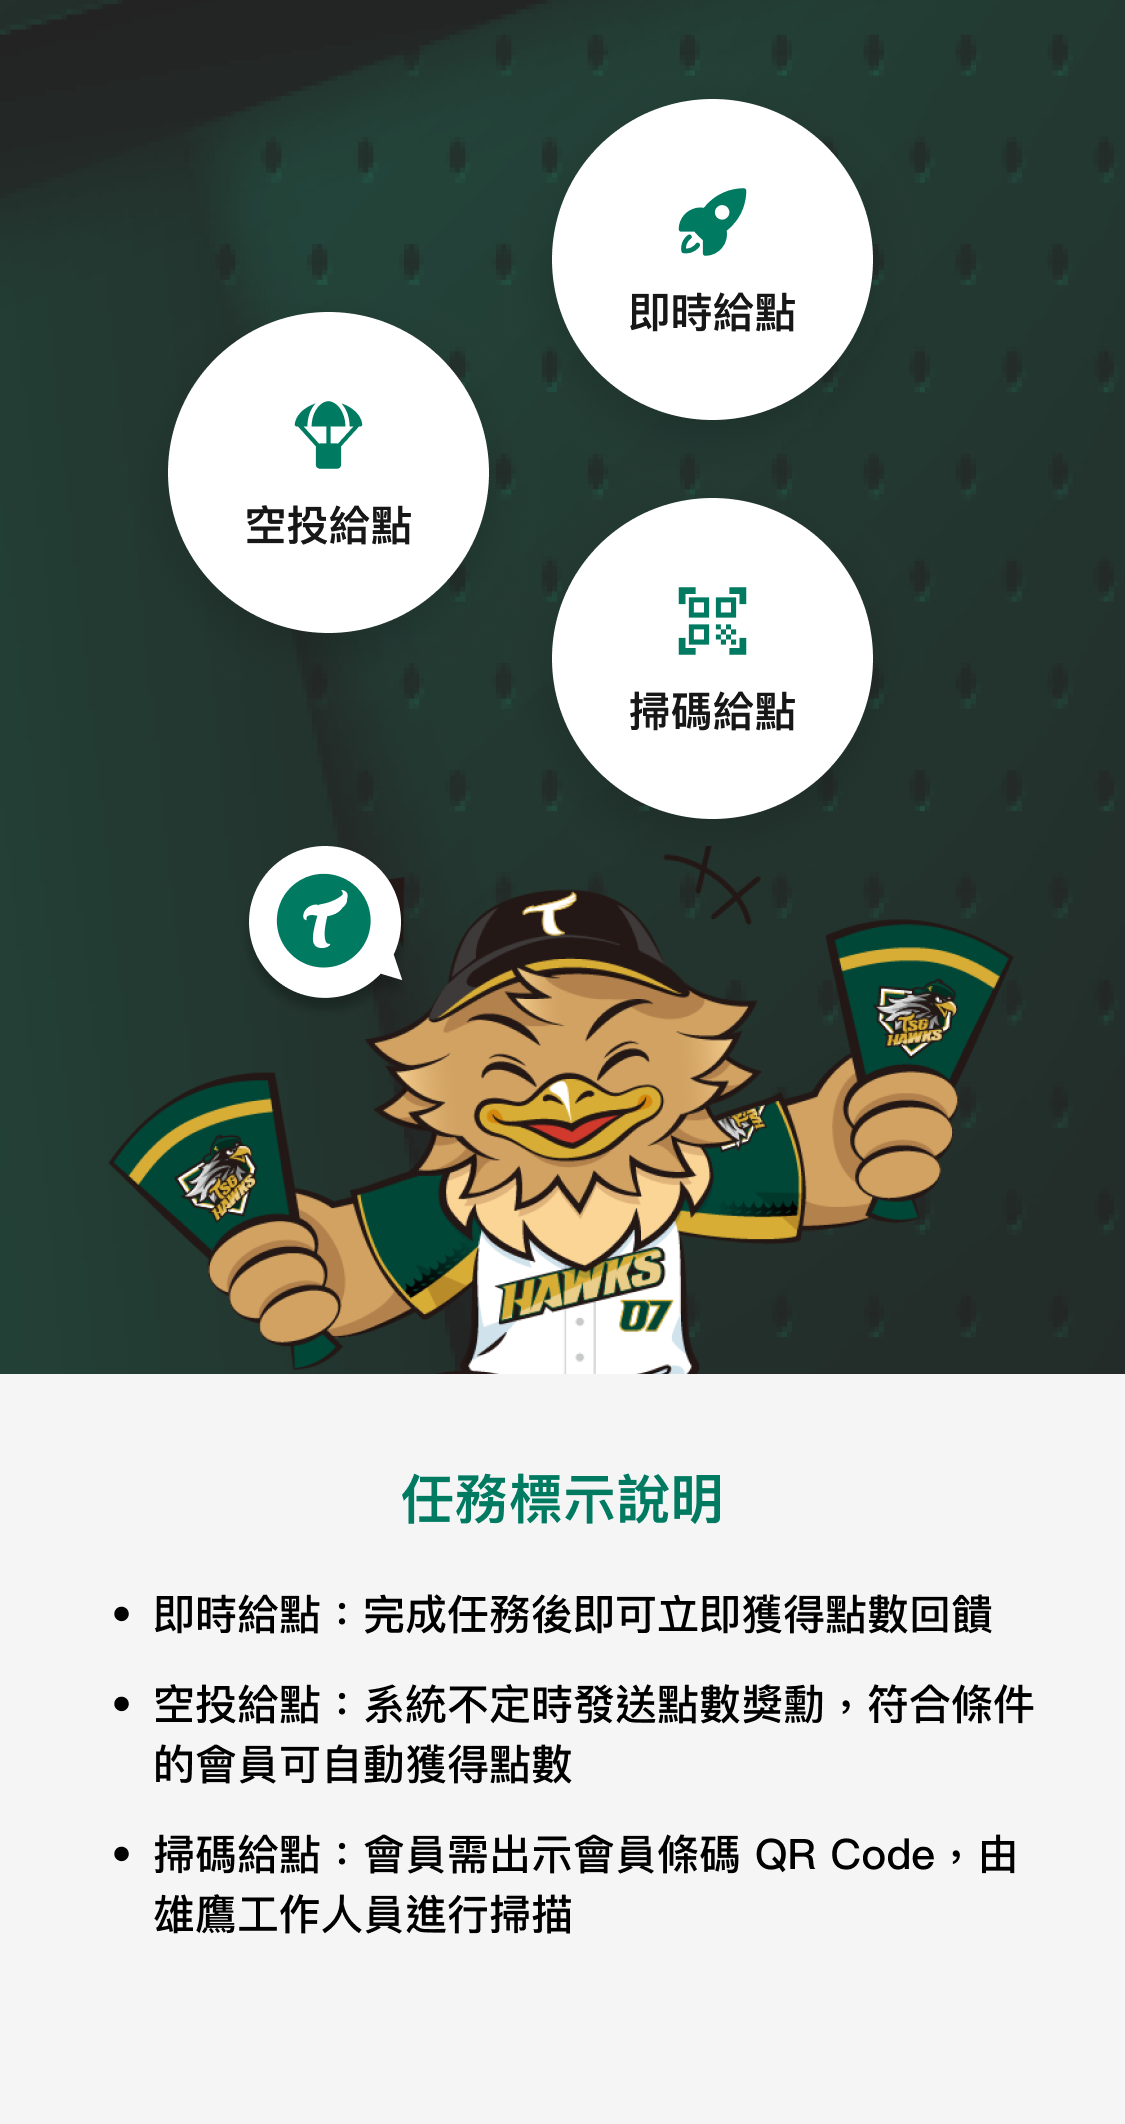 即時給點
空投給點
掃碼給點
TSG
HAWKS
TSG
HAWKS
HAWKS
07
任務標示說明
• 即時給點：完成任務後即可立即獲得點數回饋
• 空投給點：系統不定時發送點數獎勳，符合條件
的會員可自動獲得點數
• 掃碼給點：會員需出示會員條碼 QR Code，由
雄鷹工作人員進行掃描